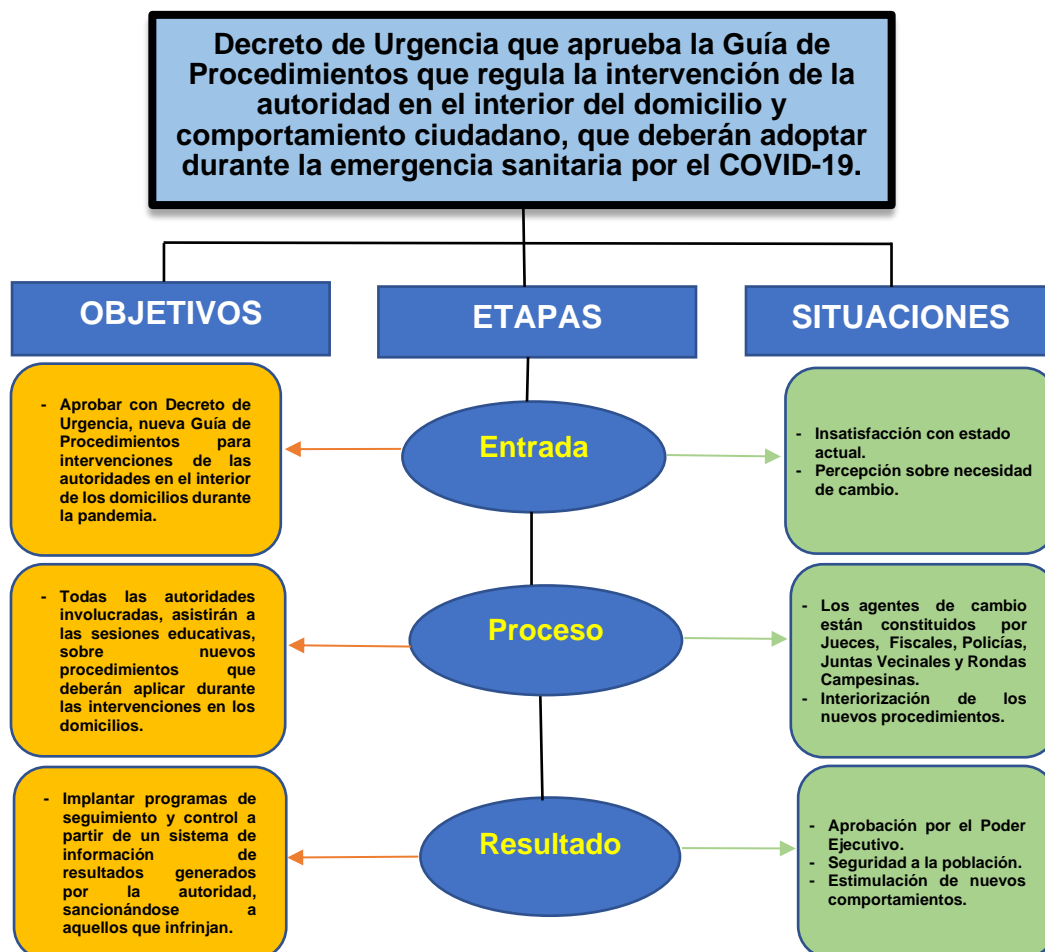 Decreto de Urgencia que aprueba la Guía de
Procedimientos que regula la intervención de la
autoridad en el interior del domicilio y
comportamiento ciudadano, que deberán adoptar
durante la emergencia sanitaria por el COVID-19.
OBJETIVOS
ETAPAS
SITUACIONES
- Aprobar con Decreto de
Urgencia, nueva Guía de
Procedimientos para
intervenciones de las
autoridades en el interior
de los domicilios durante
la pandemia.
Entrada
- Insatisfacción con estado
actual.
- Percepción sobre necesidad
de cambio.
- Todas las autoridades
involucradas, asistirán a
las sesiones educativas,
sobre nuevos
procedimientos que
deberán aplicar durante
las intervenciones en los
domicilios.
Proceso
- Los agentes de cambio
están constituidos por
Jueces, Fiscales, Policías,
Juntas Vecinales y Rondas
Campesinas.
- Interiorización de los
nuevos procedimientos.
- Implantar programas de
seguimiento y control a
partir de un sistema de
información de
resultados generados
por la autoridad,
sancionándose a
aquellos que infrinjan.
Resultado
- Aprobación por el Poder
Ejecutivo.
- Seguridad a la población.
- Estimulación de nuevos
comportamientos.